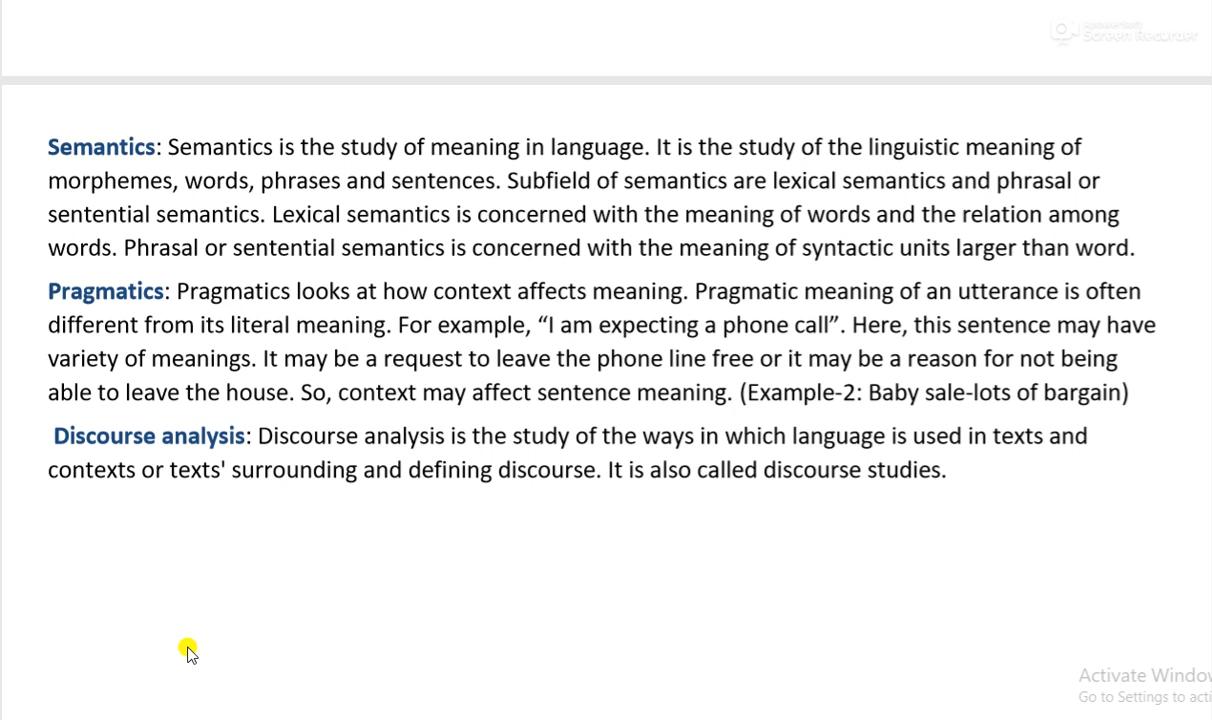 Apowersoft
Screen Recorder
Semantics: Semantics is the study of meaning in language. It is the study of the linguistic meaning of
morphemes, words, phrases and sentences. Subfield of semantics are lexical semantics and phrasal or
sentential semantics. Lexical semantics is concerned with the meaning of words and the relation among
words. Phrasal or sentential semantics is concerned with the meaning of syntactic units larger than word.
Pragmatics: Pragmatics looks at how context affects meaning. Pragmatic meaning of an utterance is often
different from its literal meaning. For example, “I am expecting a phone call”. Here, this sentence may have
variety of meanings. It may be a request to leave the phone line free or it may be a reason for not being
able to leave the house. So, context may affect sentence meaning. (Example-2: Baby sale-lots of bargain)
Discourse analysis: Discourse analysis is the study of the ways in which language is used in texts and
contexts or texts' surrounding and defining discourse. It is also called discourse studies.
Activate Window
Go to Settings to acti